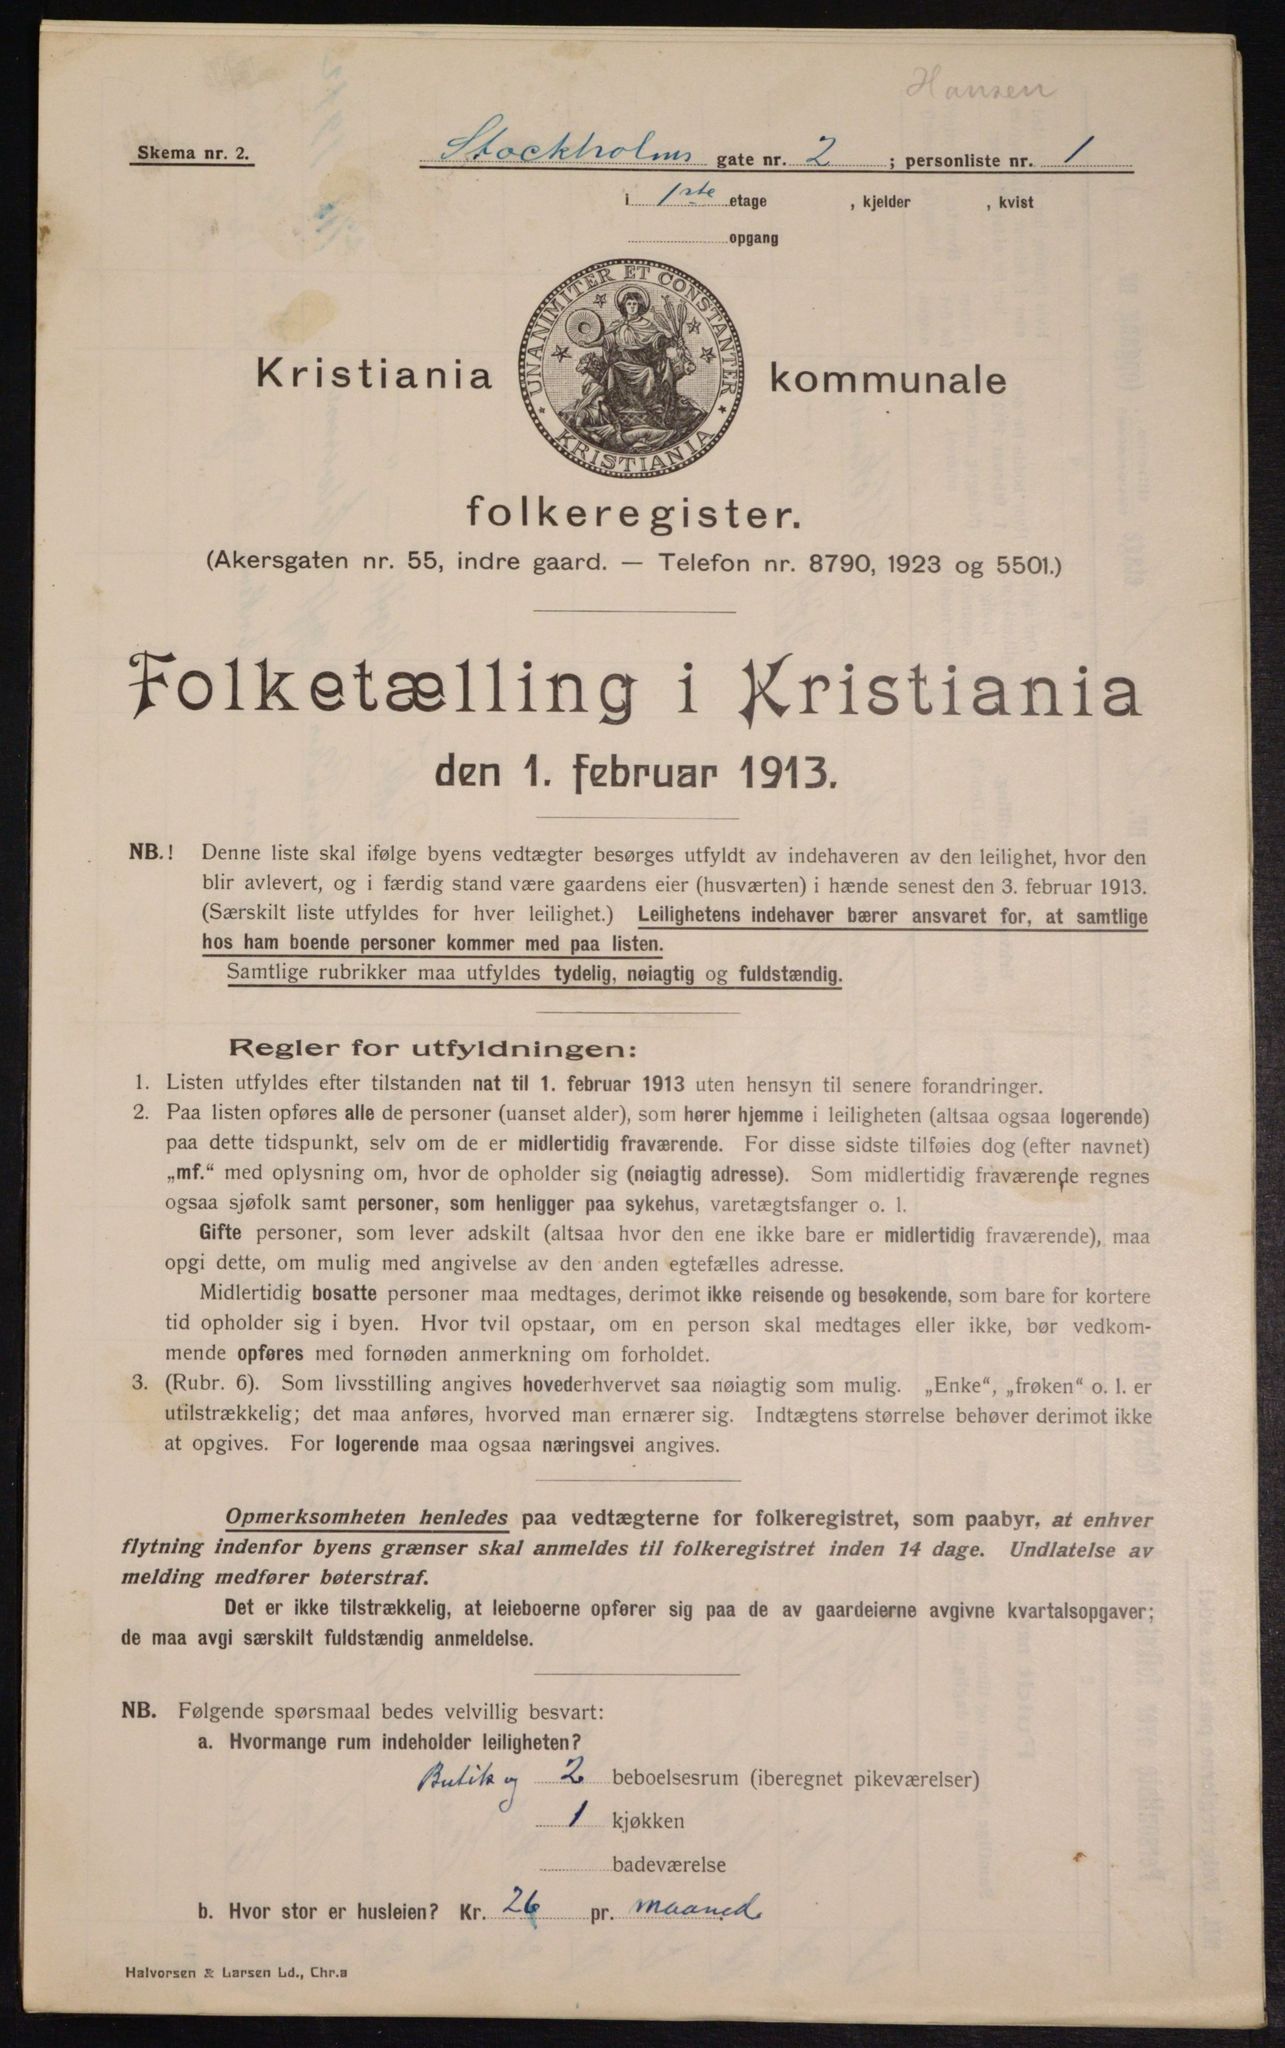 Hansen
Skema nr. 2.
Stockholms gate nr. 2 ; personliste nr. 1
i 1ste etage , kjelder , kvist
opgang
UNANIMITER ET CONSTANTER
KRISTIANIA
Kristiania kommunale
folkeregister.
(Akersgaten nr. 55, indre gaard. — Telefon nr. 8790, 1923 og 5501.)
Folketælling i Kristiania
den 1. februar 1913.
NB.! Denne liste skal ifølge byens vedtægter besørges utfyldt av indehaveren av den leilighet, hvor den
blir avlevert, og i færdig stand være gaardens eier (husværten) i hænde senest den 3. februar 1913.
(Særskilt liste utfyldes for hver leilighet.) Leilighetens indehaver bærer ansvaret for, at samtlige
hos ham boende personer kommer med paa listen.
Samtlige rubrikker maa utfyldes tydelig, nøiagtig og fuldstændig.
Regler for utfyldningen:
1. Listen utfyldes efter tilstanden nat til 1. februar 1913 uten hensyn til senere forandringer.
2. Paa listen opføres alle de personer (uanset alder), som hører hjemme i leiligheten (altsaa ogsaa logerende)
paa dette tidspunkt, selv om de er midlertidig fraværende. For disse sidste tilføies dog (efter navnet)
„mf.“ med oplysning om, hvor de opholder sig (nøiagtig adresse). Som midlertidig fraværende regnes
ogsaa sjøfolk samt personer, som henligger paa sykehus, varetægtsfanger o. l.
Gifte personer, som lever adskilt (altsaa hvor den ene ikke bare er midlertidig fraværende), maa
opgi dette, om mulig med angivelse av den anden egtefælles adresse.
Midlertidig bosatte personer maa medtages, derimot ikke reisende og besøkende, som bare for kortere
tid opholder sig i byen. Hvor tvil opstaar, om en person skal medtages eller ikke, bør vedkom-
mende opføres med fornøden anmerkning om forholdet.
3. (Rubr. 6). Som livsstilling angives hovederhvervet saa nøiagtig som mulig. „Enke“, „frøken“ o. l. er
utilstrækkelig; det maa anføres, hvorved man ernærer sig. Indtægtens størrelse behøver derimot ikke
at opgives. For logerende maa ogsaa næringsvei angives.
Opmerksomheten henledes paa vedtægterne for folkeregistret, som paabyr, at enhver
flytning indenfor byens grænser skal anmeldes til folkeregistret inden 14 dage. Undlatelse av
melding medfører bøterstraf.
Det er ikke tilstrækkelig, at leieboerne opfører sig paa de av gaardeierne avgivne kvartalsopgaver;
de maa avgi særskilt fuldstændig anmeldelse.
NB. Følgende spørsmaal bedes velvillig besvart:
a. Hvormange rum indeholder leiligheten?
Butik og 2 beboelsesrum (iberegnet pikeværelser)
1 kjøkken
badeværelse
b. Hvor stor er husleien? Kr. 26 pr. maaned
Halvorsen & Larsen Ld., Chr.a